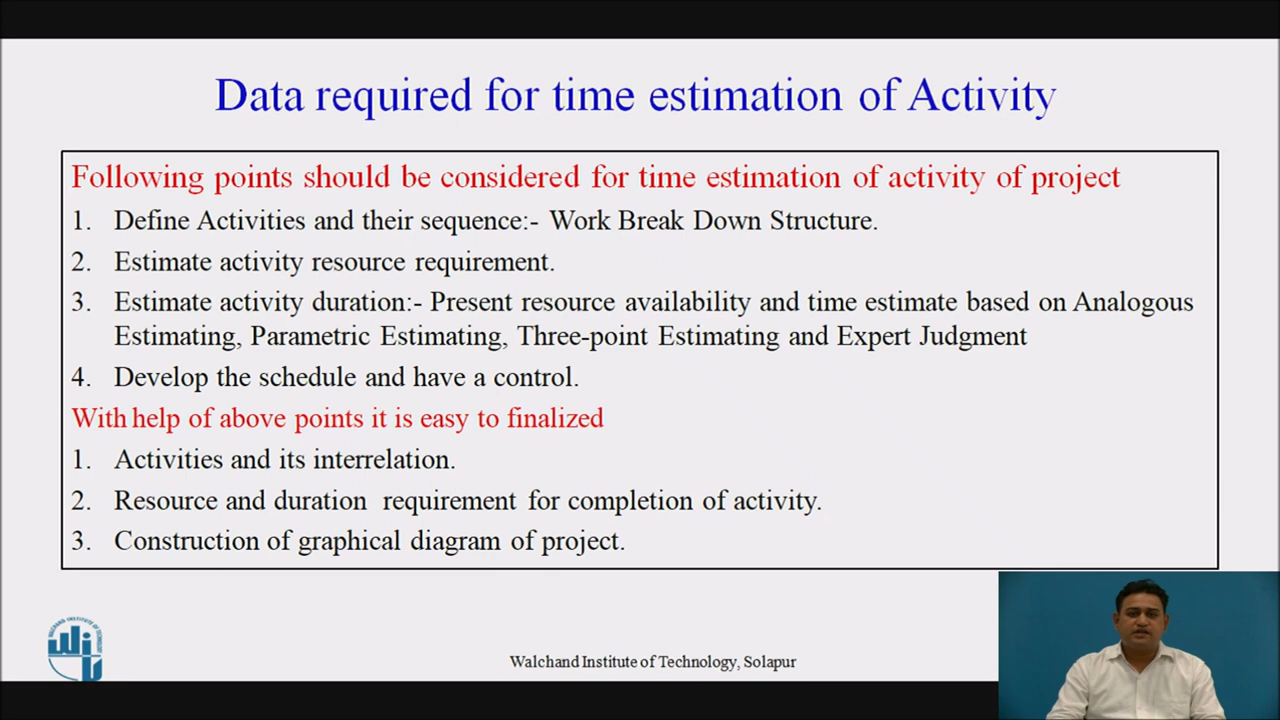 Data required for time estimation of Activity
Following points should be considered for time estimation of activity of project
1. Define Activities and their sequence:- Work Break Down Structure.
2. Estimate activity resource requirement.
3. Estimate activity duration:- Present resource availability and time estimate based on Analogous
Estimating, Parametric Estimating, Three-point Estimating and Expert Judgment
4. Develop the schedule and have a control.
With help of above points it is easy to finalized
1. Activities and its interrelation.
2. Resource and duration requirement for completion of activity.
3. Construction of graphical diagram of project.
WALCHAND INSTITUTE OF TECHNOLOGY
Walchand Institute of Technology, Solapur